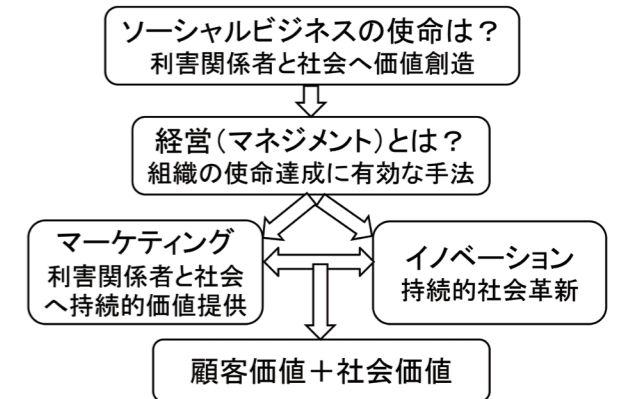 ソーシャルビジネスの使命は？
利害関係者と社会へ価値創造
経営（マネジメント）とは？
組織の使命達成に有効な手法
マーケティング
利害関係者と社会
へ持続的価値提供
イノベーション
持続的社会革新
顧客価値＋社会価値